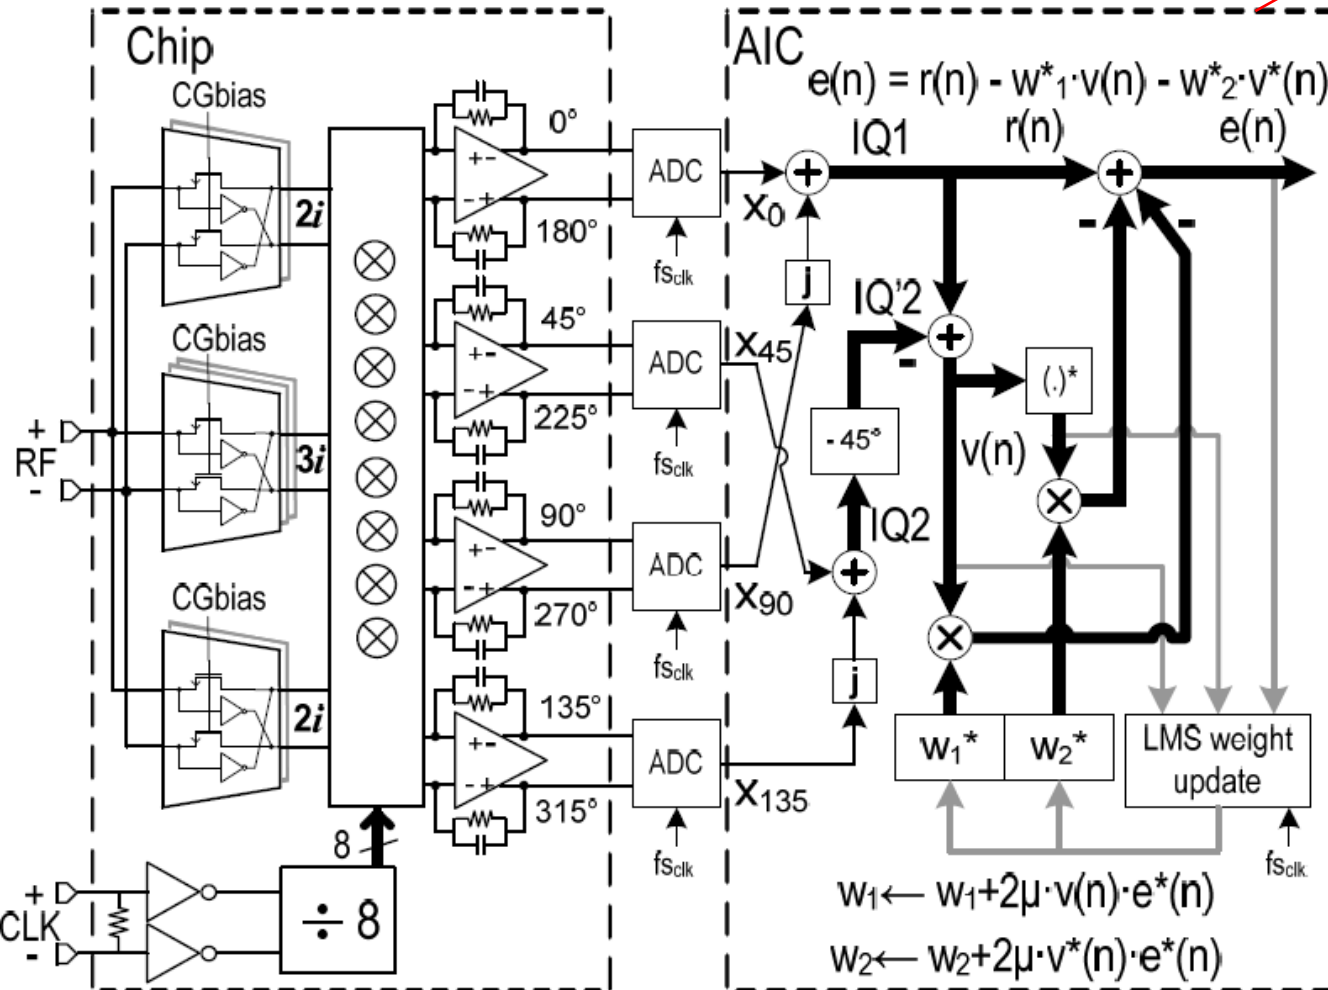 Chip
AIC
e(n) = r(n) - w*₁·v(n) - w*₂·v*(n)
CGbias
2i
CGbias
3i
CGbias
2i
+
RF
-
+
CLK
-
÷ 8
8
+-
-+
0°
180°
+-
-+
45°
225°
+-
-+
90°
270°
+-
-+
135°
315°
ADC
fsclk
ADC
fsclk
ADC
fsclk
ADC
fsclk
X₀
X₄₅
X₉₀
X₁₃₅
j
j
+
IQ1
r(n)
+
e(n)
-
-
IQ'2
+
-
- 45°
IQ2
+
(.)*
v(n)
×
×
w₁*
w₂*
LMS weight
update
fsclk
w₁← w₁+2μ·v(n)·e*(n)
w₂← w₂+2μ·v*(n)·e*(n)